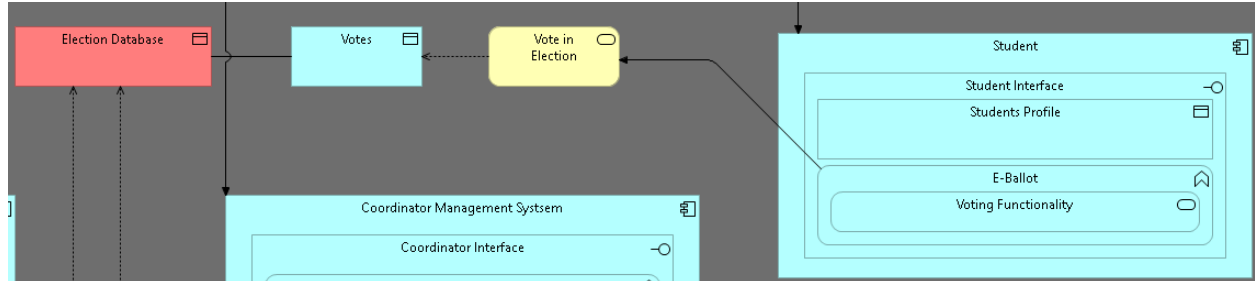 Election Database
Votes
Vote in
Election
Student
Student Interface
Students Profile
E-Ballot
Voting Functionality
Coordinator Management Systsem
Coordinator Interface